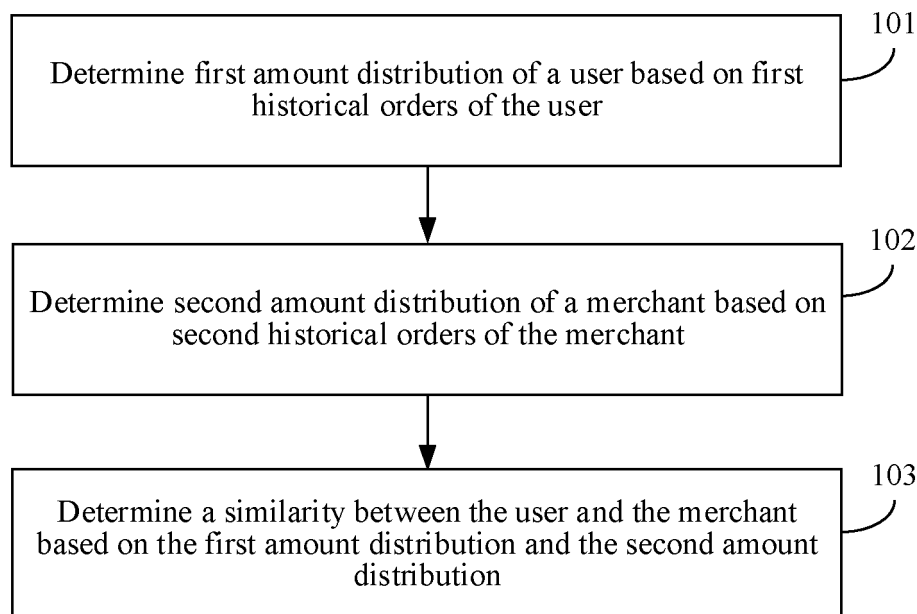 101
Determine first amount distribution of a user based on first
historical orders of the user
102
Determine second amount distribution of a merchant based on
second historical orders of the merchant
103
Determine a similarity between the user and the merchant
based on the first amount distribution and the second amount
distribution